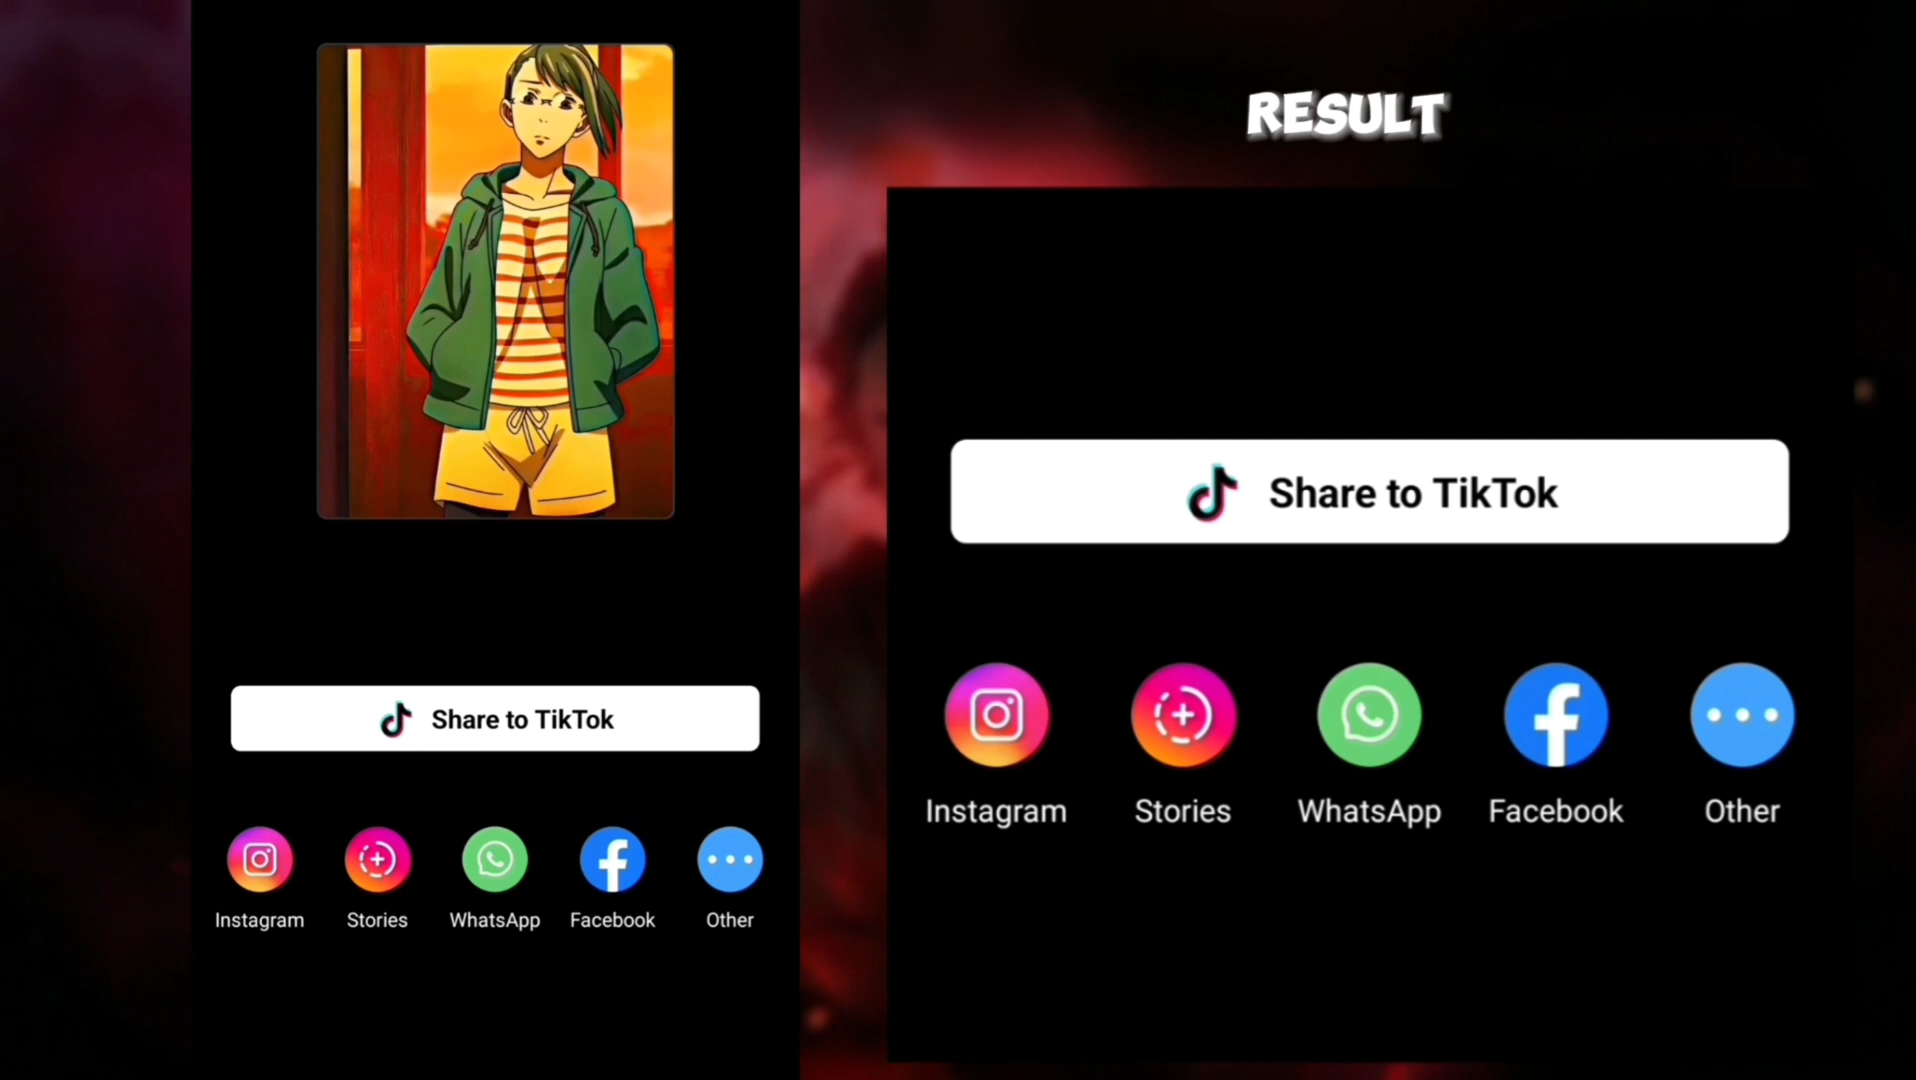 Share to TikTok
Instagram Stories WhatsApp Facebook Other
RESULT
Share to TikTok
Instagram Stories WhatsApp Facebook Other